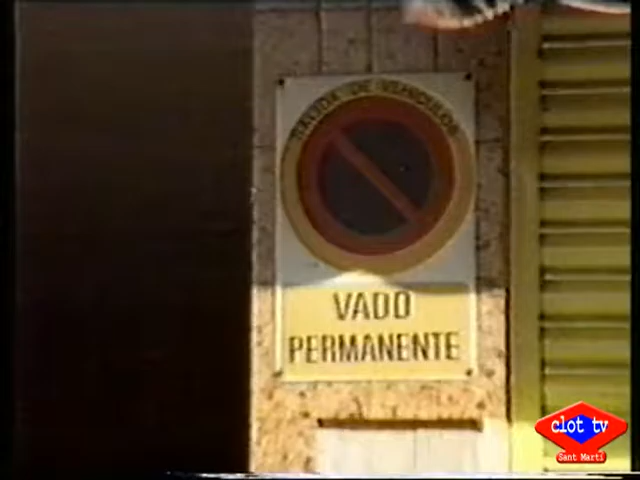 SALIDA DE VEHICULOS
VADO
PERMANENTE
clot tv
Sant Martí